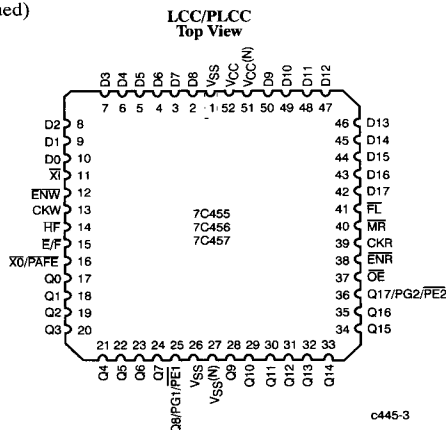 ned)
LCC/PLCC
Top View
D3 D4 D5 D6 D7 D8 VSS VCC VCC(N) D9 D10 D11 D12
7 6 5 4 3 2 1 52 51 50 49 48 47
D2 8
D1 9
D0 10
XI 11
ENW 12
CKW 13
HF 14
E/F 15
X0/PAFE 16
Q0 17
Q1 18
Q2 19
Q3 20
7C455
7C456
7C457
46 D13
45 D14
44 D15
43 D16
42 D17
41 FL
40 MR
39 CKR
38 ENR
37 OE
36 Q17/PG2/PE2
35 Q16
34 Q15
21 22 23 24 25 26 27 28 29 30 31 32 33
Q4 Q5 Q6 Q7 Q8/PG1/PE1 VSS VSS(N) Q9 Q10 Q11 Q12 Q13 Q14
c445-3